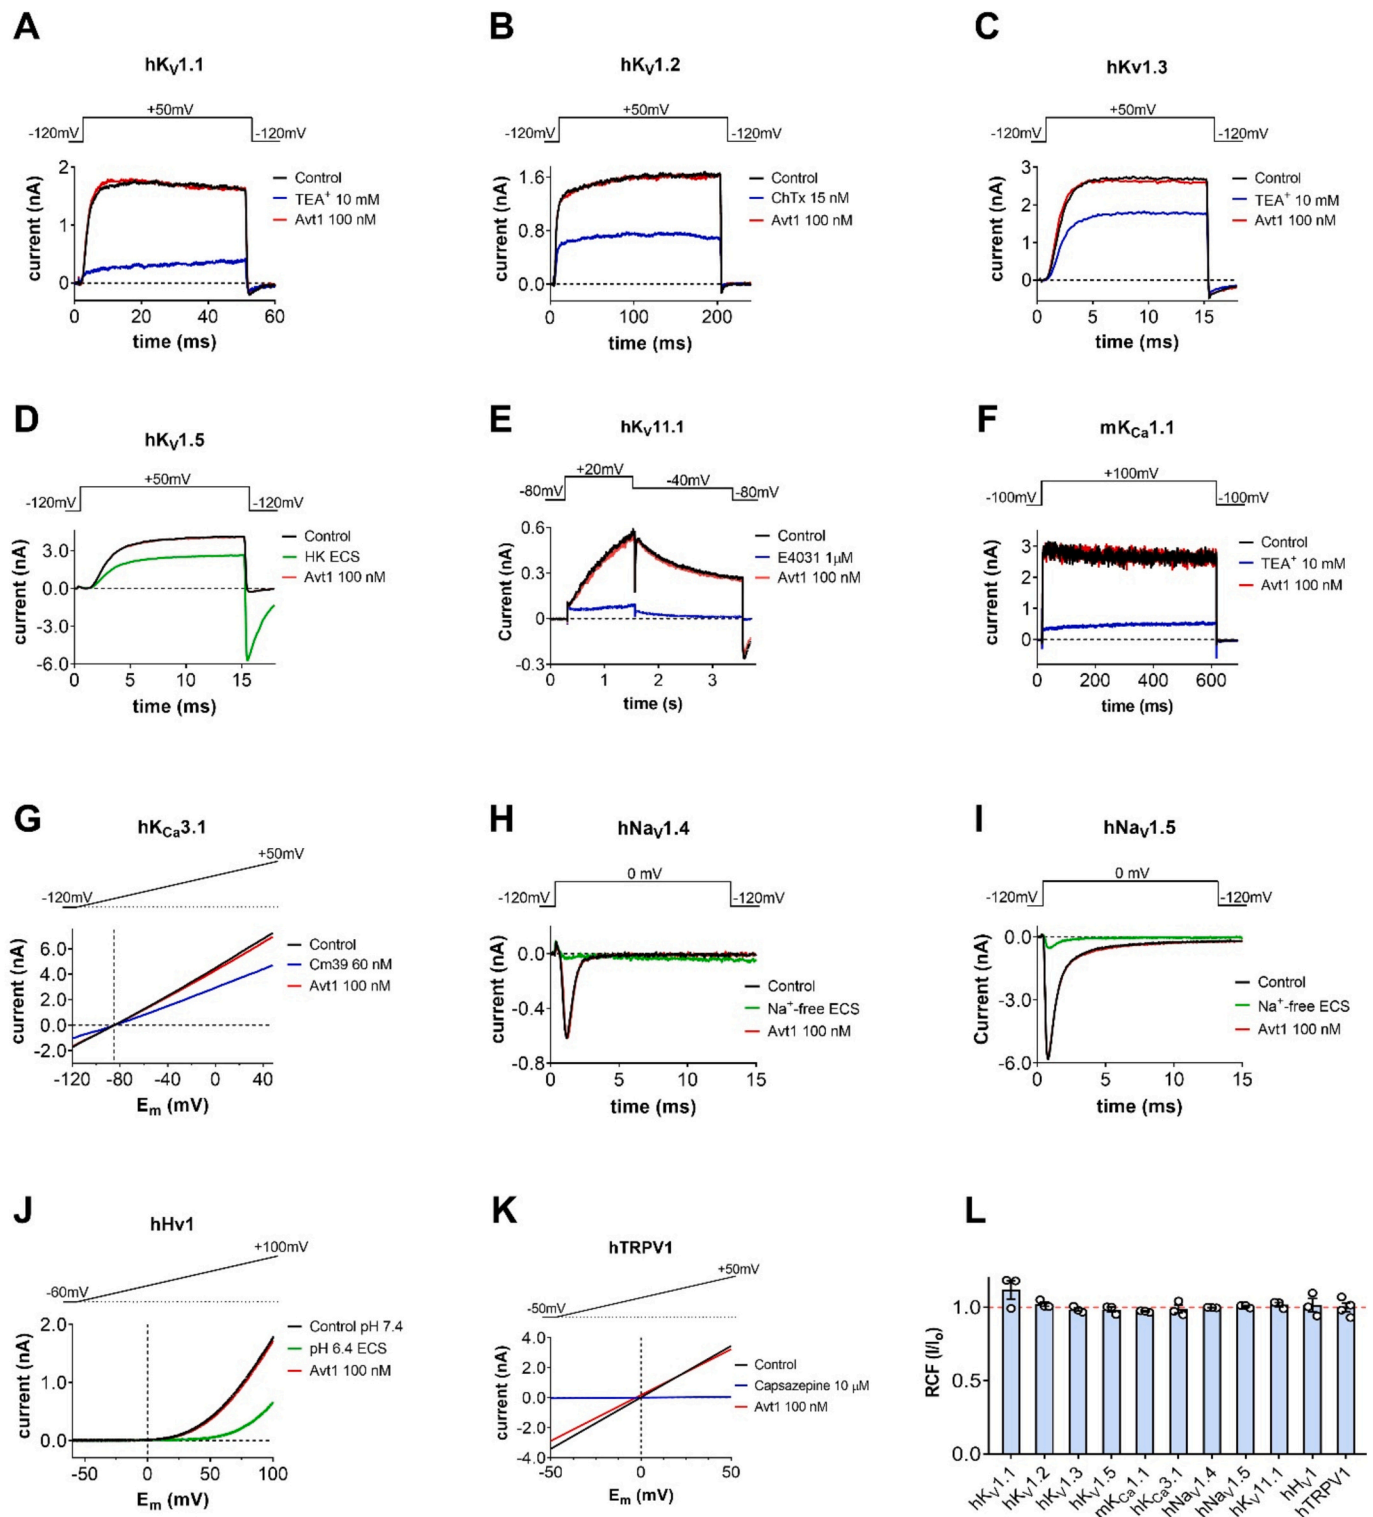 A
hKV1.1
+50mV
-120mV
-120mV
current (nA)
2
1
0
0 20 40 60
time (ms)
Control
TEA+ 10 mM
Avt1 100 nM
B
hKV1.2
+50mV
-120mV
-120mV
current (nA)
1.6
0.8
0.0
0 100 200
time (ms)
Control
ChTx 15 nM
Avt1 100 nM
C
hKv1.3
+50mV
-120mV
-120mV
current (nA)
3
2
1
0
0 5 10 15
time (ms)
Control
TEA+ 10 mM
Avt1 100 nM
D
hKV1.5
+50mV
-120mV
-120mV
current (nA)
3.0
0.0
-3.0
-6.0
0 5 10 15
time (ms)
Control
HK ECS
Avt1 100 nM
E
hKV11.1
+20mV
-40mV
-80mV
-80mV
Current (nA)
0.6
0.3
0
-0.3
0 1 2 3
time (s)
Control
E4031 1µM
Avt1 100 nM
F
mKCa1.1
+100mV
-100mV
-100mV
current (nA)
3
2
1
0
0 200 400 600
time (ms)
Control
TEA+ 10 mM
Avt1 100 nM
G
hKCa3.1
+50mV
-120mV
current (nA)
6.0
4.0
2.0
0.0
-2.0
-120 -80 -40 0 40
Em (mV)
Control
Cm39 60 nM
Avt1 100 nM
H
hNaV1.4
0 mV
-120mV
-120mV
current (nA)
0.0
-0.4
-0.8
0 5 10 15
time (ms)
Control
Na+-free ECS
Avt1 100 nM
I
hNaV1.5
0 mV
-120mV
-120mV
Current (nA)
0.0
-3.0
-6.0
0 5 10 15
time (ms)
Control
Na+-free ECS
Avt1 100 nM
J
hHv1
+100mV
-60mV
current (nA)
2.0
1.0
0.0
-50 0 50 100
Em (mV)
Control pH 7.4
pH 6.4 ECS
Avt1 100 nM
K
hTRPV1
+50mV
-50mV
current (nA)
4.0
2.0
0.0
-2.0
-4.0
-50 0 50
Em (mV)
Control
Capsazepine 10 µM
Avt1 100 nM
L
RCF (I/Io)
1.0
0.5
0.0
hKV1.1
hKV1.2
hKV1.3
hKV1.5
mKCa1.1
hKCa3.1
hNaV1.4
hNaV1.5
hKV11.1
hHV1
hTRPV1